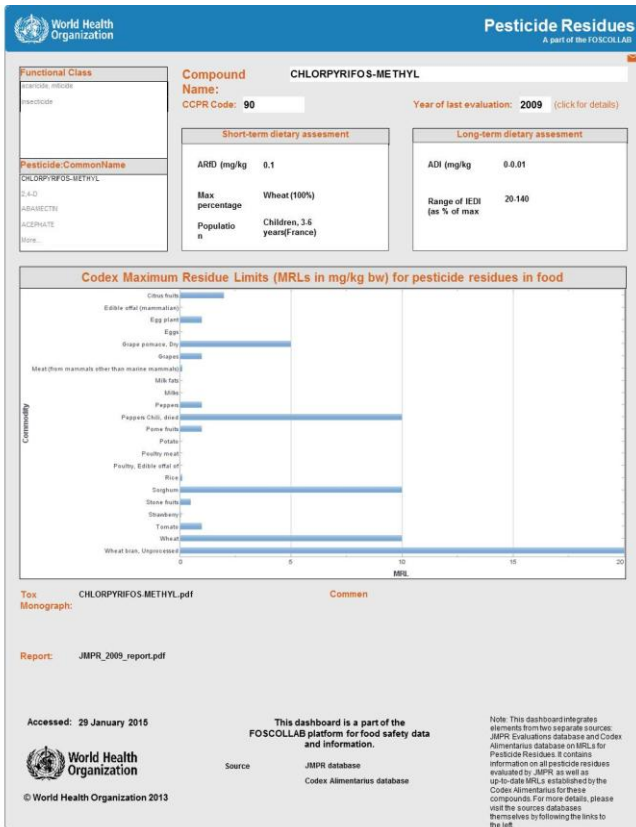 World Health
Organization
Pesticide Residues
A part of the FOSCOLLAB
Functional Class
acaricide, miticide
insecticide
Compound
Name:
CHLORPYRIFOS-METHYL
CCPR Code: 90
Year of last evaluation: 2009 (click for details)
Pesticide:CommonName
CHLORPYRIFOS-METHYL
2,4-D
ABAMECTIN
ACEPHATE
More...
Short-term dietary assesment
ARfD (mg/kg 0.1
Max
percentage
Wheat (100%)
Populatio
n
Children, 3-6
years(France)
Long-term dietary assesment
ADI (mg/kg 0-0.01
Range of IEDI
(as % of max
20-140
Codex Maximum Residue Limits (MRLs in mg/kg bw) for pesticide residues in food
Commodity
Citrus fruits
Edible offal (mammalian)
Egg plant
Eggs
Grape pomace, Dry
Grapes
Meat (from mammals other than marine mammals)
Milk fats
Milks
Peppers
Peppers Chili, dried
Pome fruits
Potato
Poultry meat
Poultry, Edible offal of
Rice
Sorghum
Stone fruits
Strawberry
Tomato
Wheat
Wheat bran, Unprocessed
0 5 10 15 20
MRL
Tox
Monograph:
CHLORPYRIFOS-METHYL.pdf
Commen
Report: JMPR_2009_report.pdf
Accessed: 29 January 2015
World Health
Organization
© World Health Organization 2013
This dashboard is a part of the
FOSCOLLAB platform for food safety data
and information.
Source JMPR database
Codex Alimentarius database
Note: This dashboard integrates
elements from two separate sources:
JMPR Evaluations database and Codex
Alimentarius database on MRLs for
Pesticide Residues. It contains
information on all pesticide residues
evaluated by JMPR as well as
up-to-date MRLs established by the
Codex Alimentarius for these
compounds. For more details, please
visit the sources databases
themselves by following the links to
the left